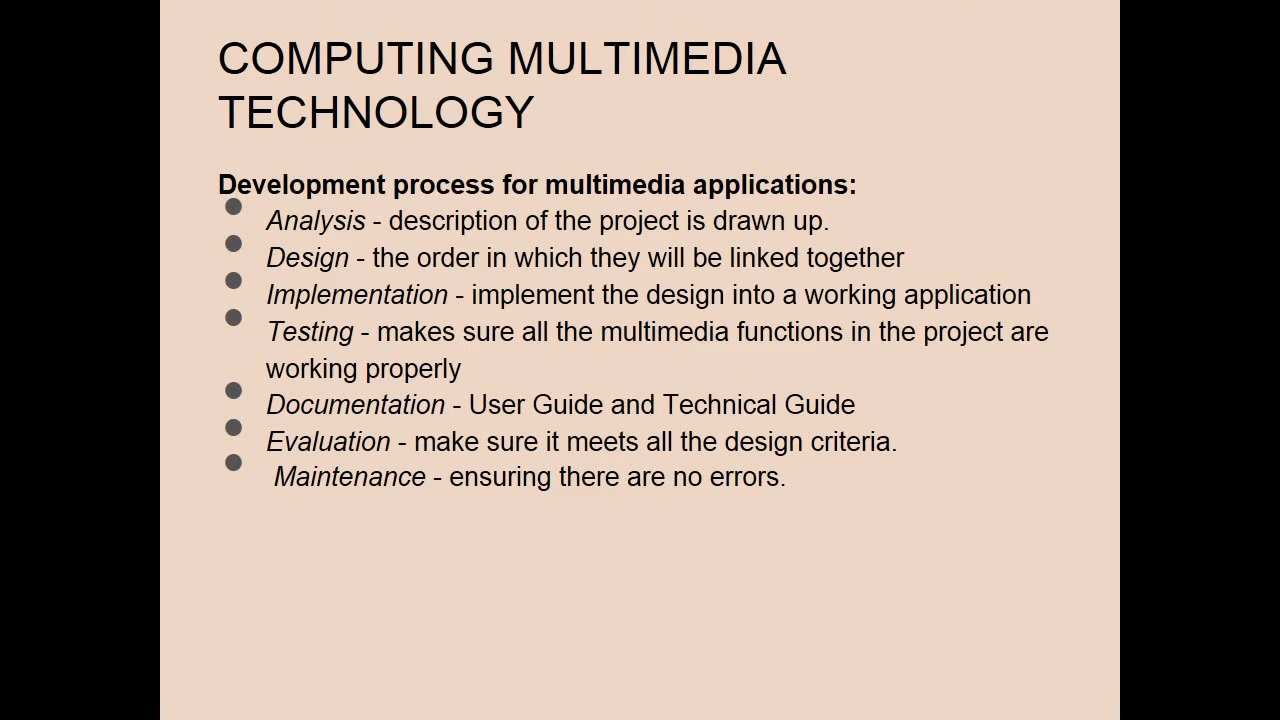 COMPUTING MULTIMEDIA
TECHNOLOGY
Development process for multimedia applications:
Analysis - description of the project is drawn up.
Design - the order in which they will be linked together
Implementation - implement the design into a working application
Testing - makes sure all the multimedia functions in the project are
working properly
Documentation - User Guide and Technical Guide
Evaluation - make sure it meets all the design criteria.
Maintenance - ensuring there are no errors.